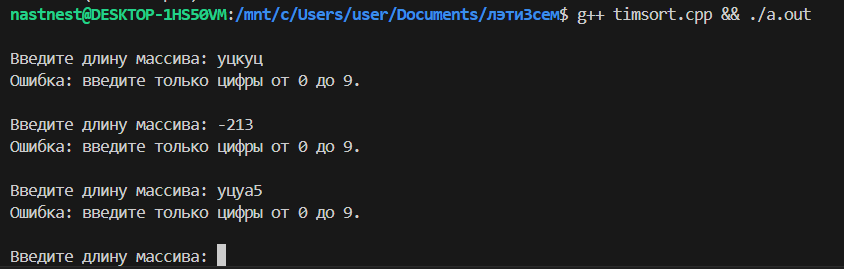 nastnest@DESKTOP-1HS50VM:/mnt/c/Users/user/Documents/лэти3сем$ g++ timsort.cpp && ./a.out
Введите длину массива: уцкуц
Ошибка: введите только цифры от 0 до 9.
Введите длину массива: -213
Ошибка: введите только цифры от 0 до 9.
Введите длину массива: уцуа5
Ошибка: введите только цифры от 0 до 9.
Введите длину массива: